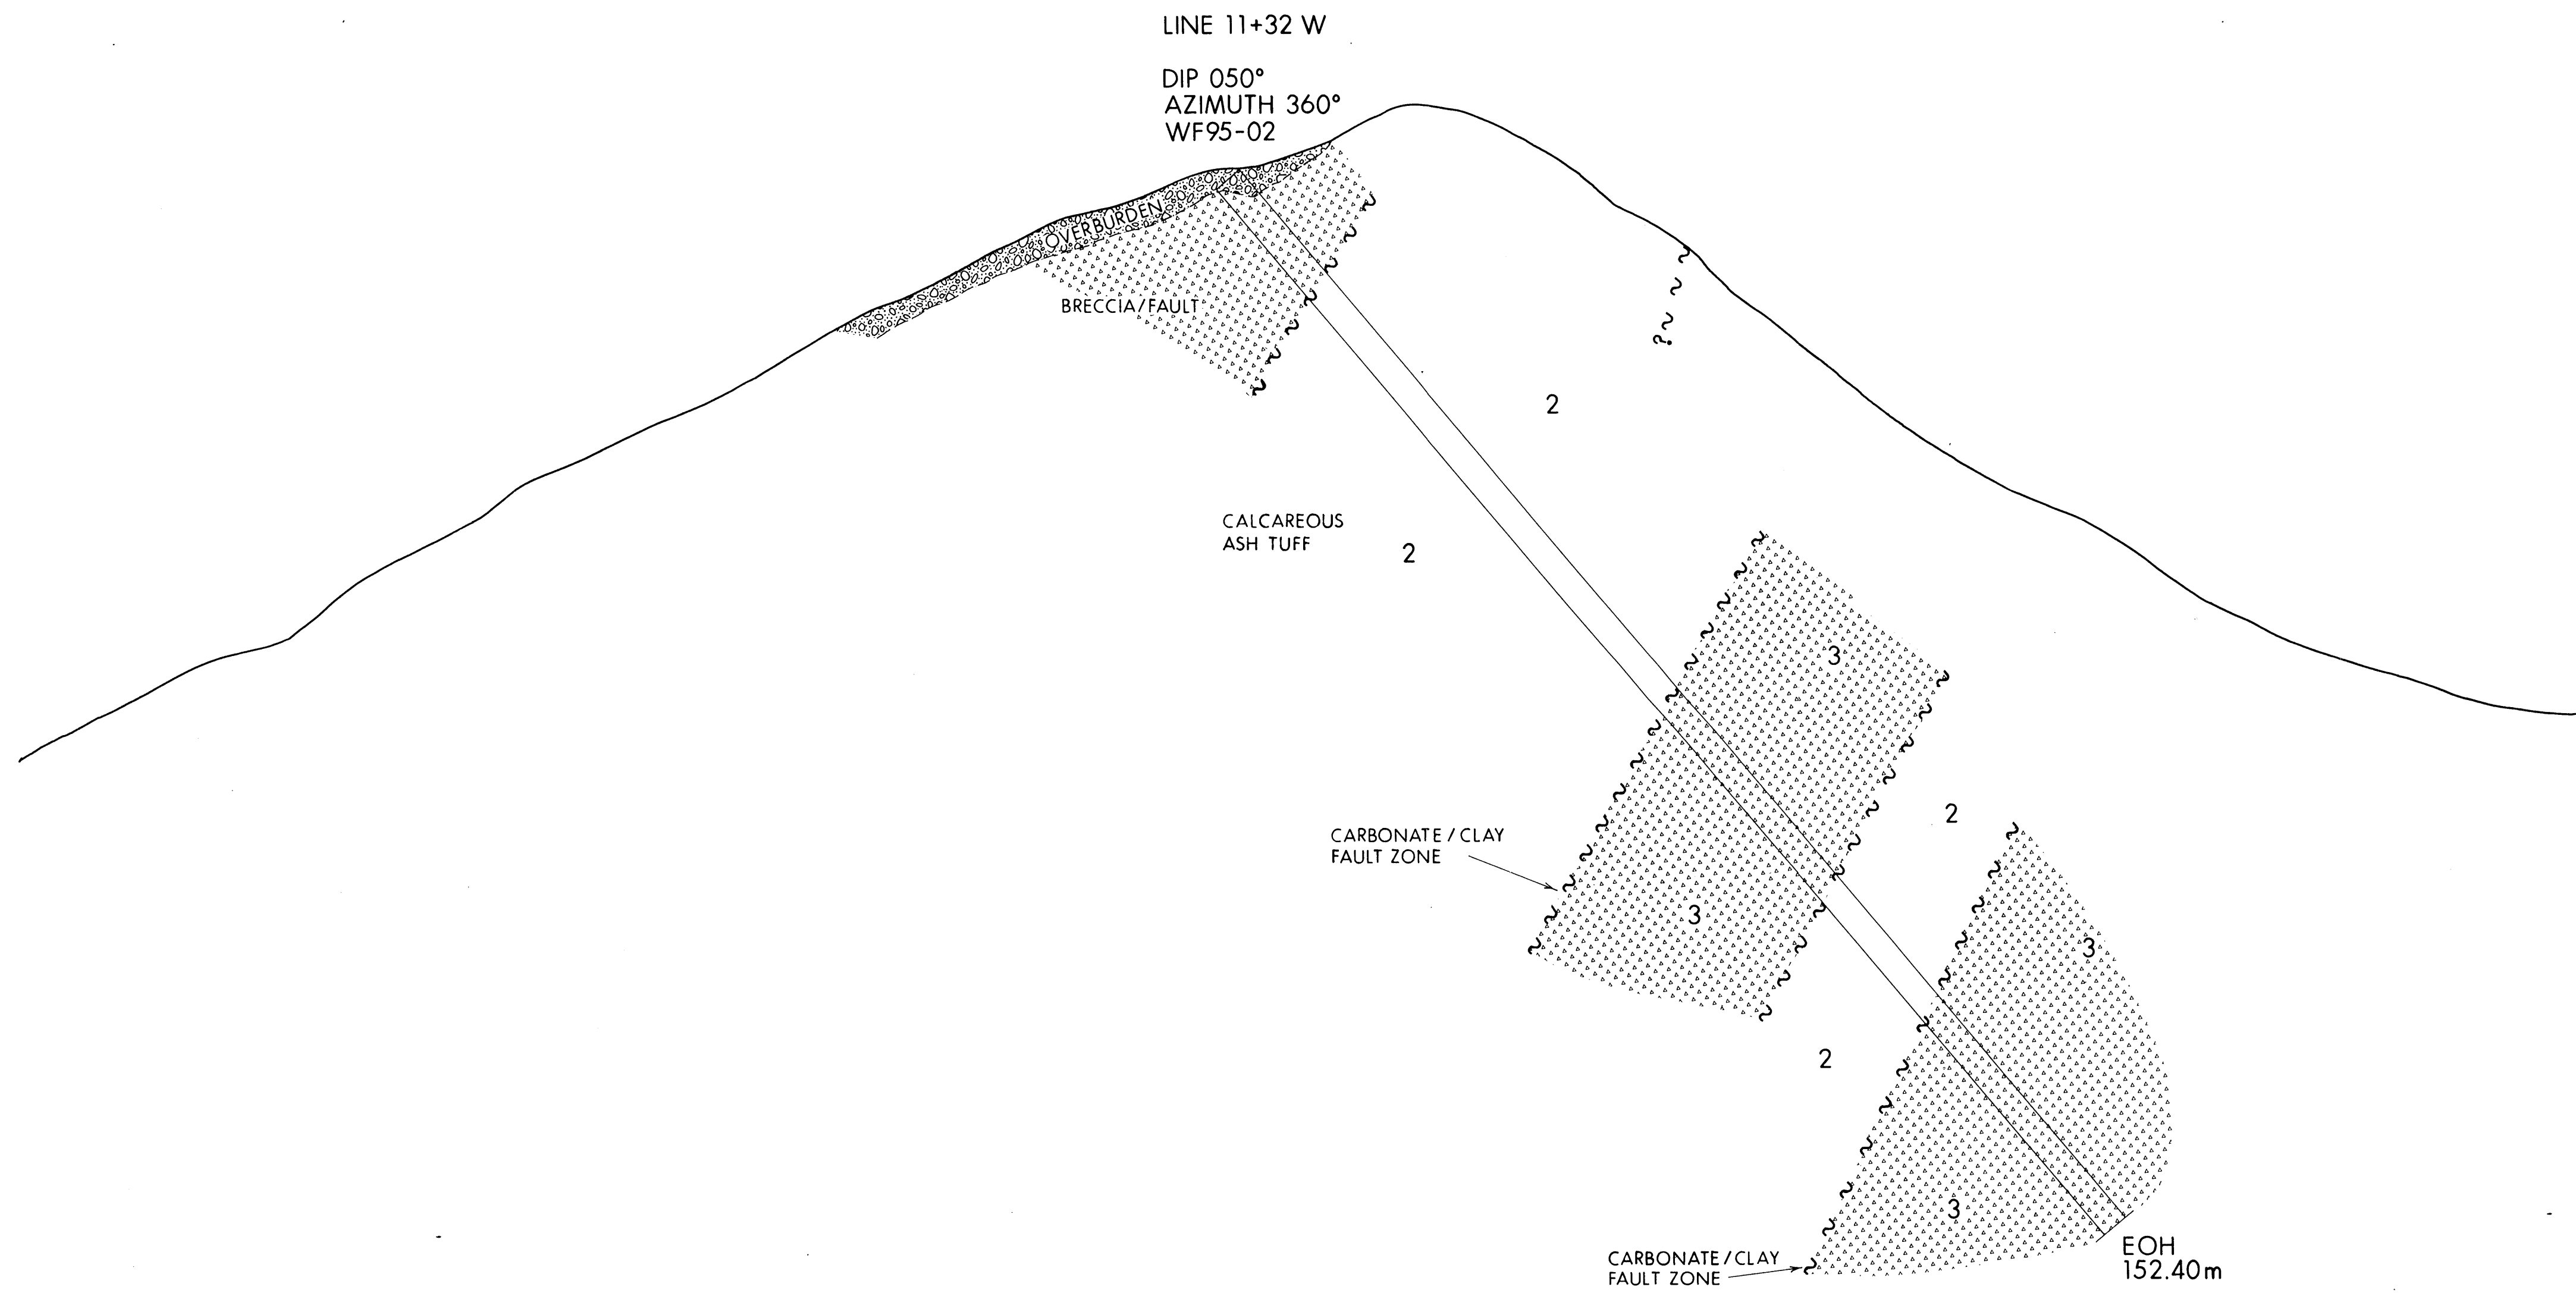 LINE 11+32 W
DIP 050°
AZIMUTH 360°
WF95-02
OVERBURDEN
BRECCIA/FAULT
?
2
CALCAREOUS
ASH TUFF
2
3
2
CARBONATE / CLAY
FAULT ZONE
3
3
2
3
EOH
152.40m
CARBONATE/CLAY
FAULT ZONE